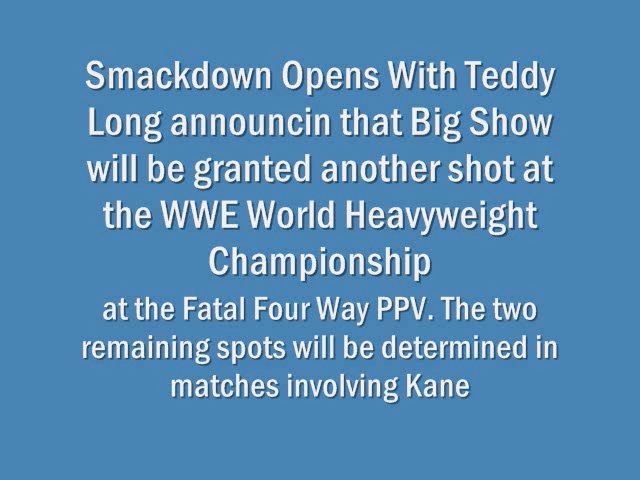 Smackdown Opens With Teddy
Long announcin that Big Show
will be granted another shot at
the WWE World Heavyweight
Championship
at the Fatal Four Way PPV. The two
remaining spots will be determined in
matches involving Kane